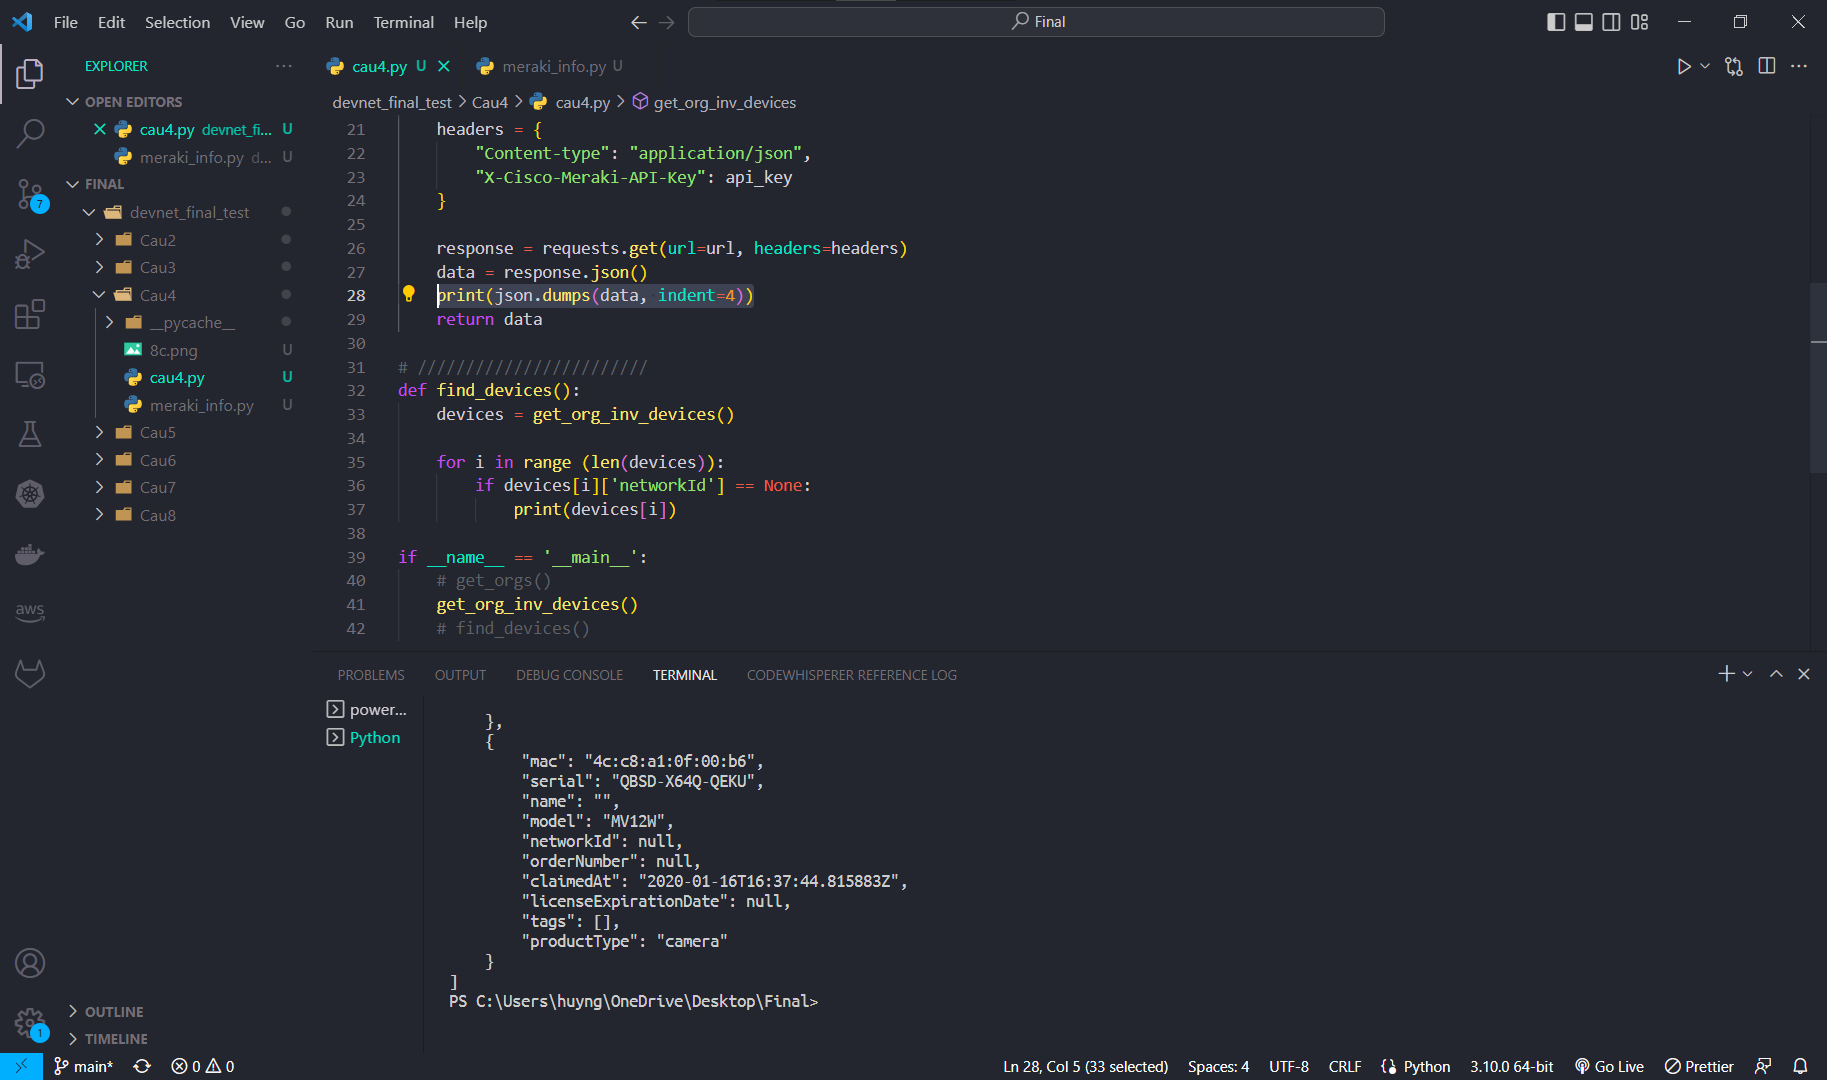 File Edit Selection View Go Run Terminal Help
Final
EXPLORER
OPEN EDITORS
cau4.py devnet_fi... U
meraki_info.py d... U
FINAL
devnet_final_test
Cau2
Cau3
Cau4
__pycache__
8c.png U
cau4.py U
meraki_info.py U
Cau5
Cau6
Cau7
Cau8
OUTLINE
TIMELINE
7
aws
1
cau4.py U
meraki_info.py U
devnet_final_test > Cau4 > cau4.py > get_org_inv_devices
21 headers = {
22 "Content-type": "application/json",
23 "X-Cisco-Meraki-API-Key": api_key
24 }
25
26 response = requests.get(url=url, headers=headers)
27 data = response.json()
28 print(json.dumps(data, indent=4))
29 return data
30
31 # ////////////////////////
32 def find_devices():
33 devices = get_org_inv_devices()
34
35 for i in range (len(devices)):
36 if devices[i]['networkId'] == None:
37 print(devices[i])
38
39 if __name__ == '__main__':
40 # get_orgs()
41 get_org_inv_devices()
42 # find_devices()
PROBLEMS OUTPUT DEBUG CONSOLE TERMINAL CODEWHISPERER REFERENCE LOG
power...
Python
},
{
"mac": "4c:c8:a1:0f:00:b6",
"serial": "QBSD-X64Q-QEKU",
"name": "",
"model": "MV12W",
"networkId": null,
"orderNumber": null,
"claimedAt": "2020-01-16T16:37:44.815883Z",
"licenseExpirationDate": null,
"tags": [],
"productType": "camera"
}
]
PS C:\Users\huyng\OneDrive\Desktop\Final>
main* 0 0 Ln 28, Col 5 (33 selected) Spaces: 4 UTF-8 CRLF Python 3.10.0 64-bit Go Live Prettier